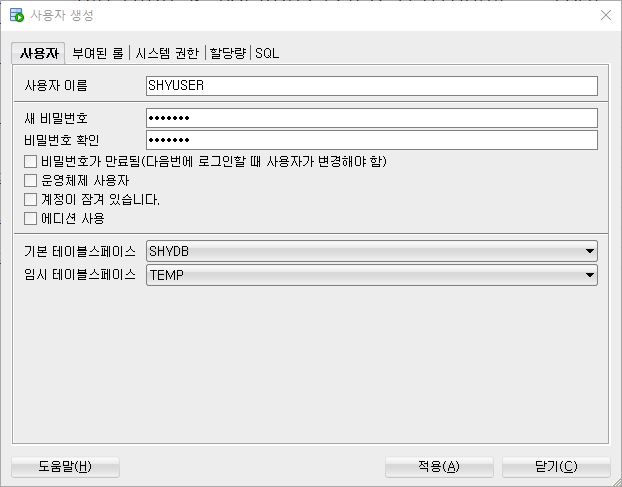 사용자 생성
사용자 부여된 롤 시스템 권한 할당량 SQL
사용자 이름 SHYUSER
새 비밀번호 •••••••
비밀번호 확인 •••••••
비밀번호가 만료됨(다음번에 로그인할 때 사용자가 변경해야 함)
운영체제 사용자
계정이 잠겨 있습니다.
에디션 사용
기본 테이블스페이스 SHYDB
임시 테이블스페이스 TEMP
도움말(H) 적용(A) 닫기(C)